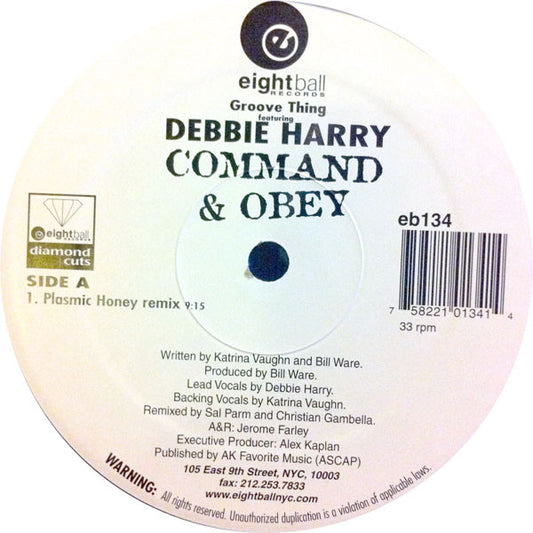 e
eightball
RECORDS
Groove Thing
featuring
DEBBIE HARRY
COMMAND
& OBEY
eightball
RECORDS
diamond
cuts
SIDE A
1. Plasmic Honey remix 9:15
eb134
7 58221 01341 4
33 rpm
Written by Katrina Vaughn and Bill Ware.
Produced by Bill Ware.
Lead Vocals by Debbie Harry.
Backing Vocals by Katrina Vaughn.
Remixed by Sal Parm and Christian Gambella.
A&R: Jerome Farley
Executive Producer: Alex Kaplan
Published by AK Favorite Music (ASCAP)
105 East 9th Street, NYC, 10003
fax: 212.253.7833
www.eightballnyc.com
WARNING: All rights reserved. Unauthorized duplication is a violation of applicable laws.